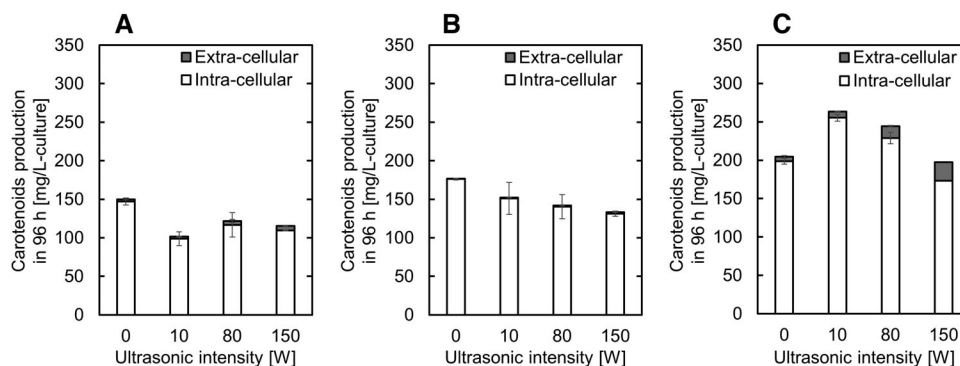 A
Carotenoids production
in 96 h [mg/L-culture]
350
300
250
200
150
100
50
0
Extra-cellular
Intra-cellular
0 10 80 150
Ultrasonic intensity [W]
B
Carotenoids production
in 96 h [mg/L-culture]
350
300
250
200
150
100
50
0
Extra-cellular
Intra-cellular
0 10 80 150
Ultrasonic intensity [W]
C
Carotenoids production
in 96 h [mg/L-culture]
350
300
250
200
150
100
50
0
Extra-cellular
Intra-cellular
0 10 80 150
Ultrasonic intensity [W]